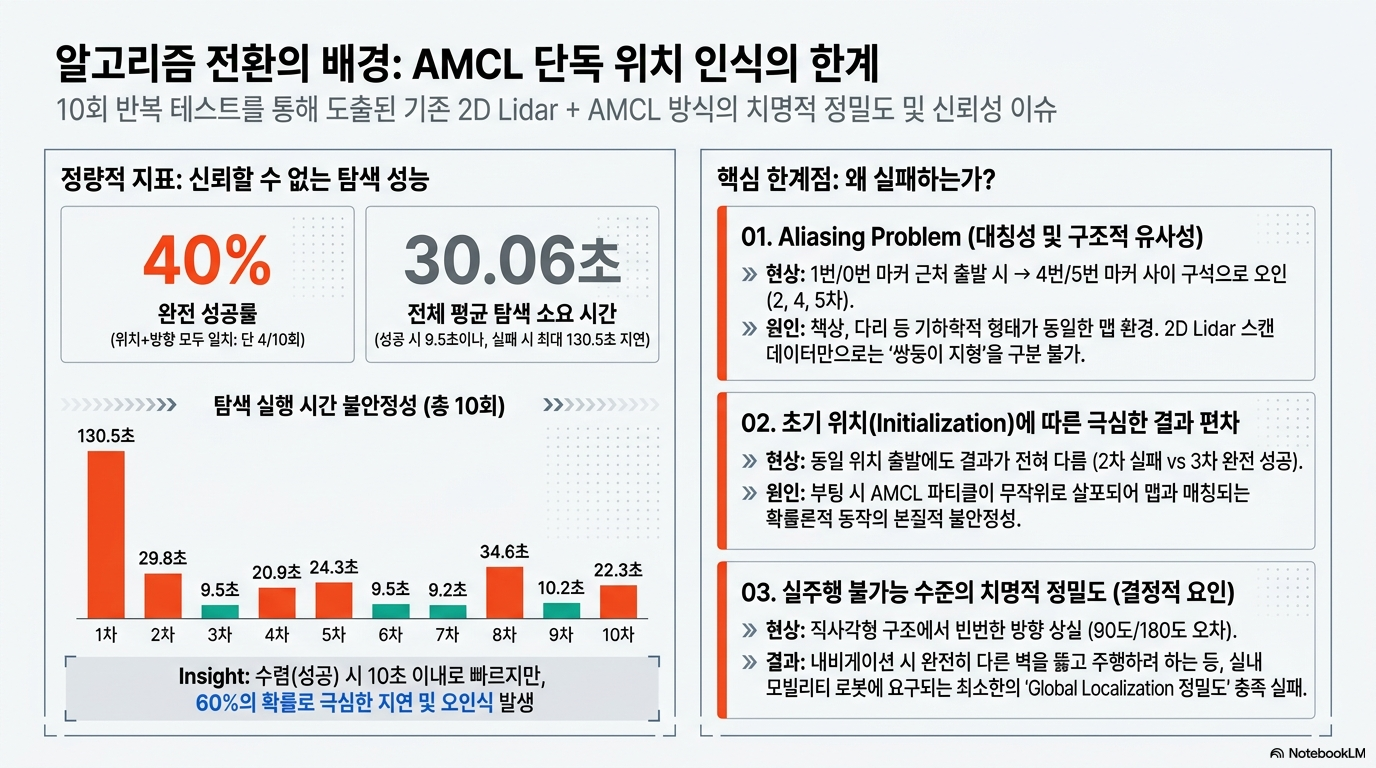 알고리즘 전환의 배경: AMCL 단독 위치 인식의 한계
10회 반복 테스트를 통해 도출된 기존 2D Lidar + AMCL 방식의 치명적 정밀도 및 신뢰성 이슈
정량적 지표: 신뢰할 수 없는 탐색 성능
40%
완전 성공률
(위치+방향 모두 일치: 단 4/10회)
30.06초
전체 평균 탐색 소요 시간
(성공 시 9.5초이나, 실패 시 최대 130.5초 지연)
탐색 실행 시간 불안정성 (총 10회)
130.5초
29.8초
9.5초
20.9초
24.3초
9.5초
9.2초
34.6초
10.2초
22.3초
1차
2차
3차
4차
5차
6차
7차
8차
9차
10차
Insight: 수렴(성공) 시 10초 이내로 빠르지만,
60%의 확률로 극심한 지연 및 오인식 발생
핵심 한계점: 왜 실패하는가?
01. Aliasing Problem (대칭성 및 구조적 유사성)
» 현상: 1번/0번 마커 근처 출발 시 → 4번/5번 마커 사이 구석으로 오인
(2, 4, 5차).
» 원인: 책상, 다리 등 기하학적 형태가 동일한 맵 환경. 2D Lidar 스캔
데이터만으로는 ‘쌍둥이 지형’을 구분 불가.
02. 초기 위치(Initialization)에 따른 극심한 결과 편차
» 현상: 동일 위치 출발에도 결과가 전혀 다름 (2차 실패 vs 3차 완전 성공).
» 원인: 부팅 시 AMCL 파티클이 무작위로 살포되어 맵과 매칭되는
확률론적 동작의 본질적 불안정성.
03. 실주행 불가능 수준의 치명적 정밀도 (결정적 요인)
» 현상: 직사각형 구조에서 빈번한 방향 상실 (90도/180도 오차).
» 결과: 내비게이션 시 완전히 다른 벽을 뚫고 주행하려 하는 등, 실내
모빌리티 로봇에 요구되는 최소한의 ‘Global Localization 정밀도’ 충족 실패.
NotebookLM